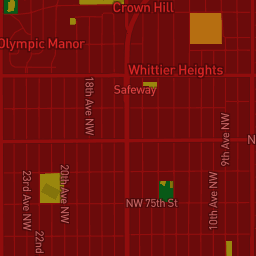 Crown Hill
Olympic Manor
Whittier Heights
18th Ave NW
Safeway
9th Ave NW
N
20th Ave NW
23rd Ave NW
10th Ave NW
NW 75th St
22nd